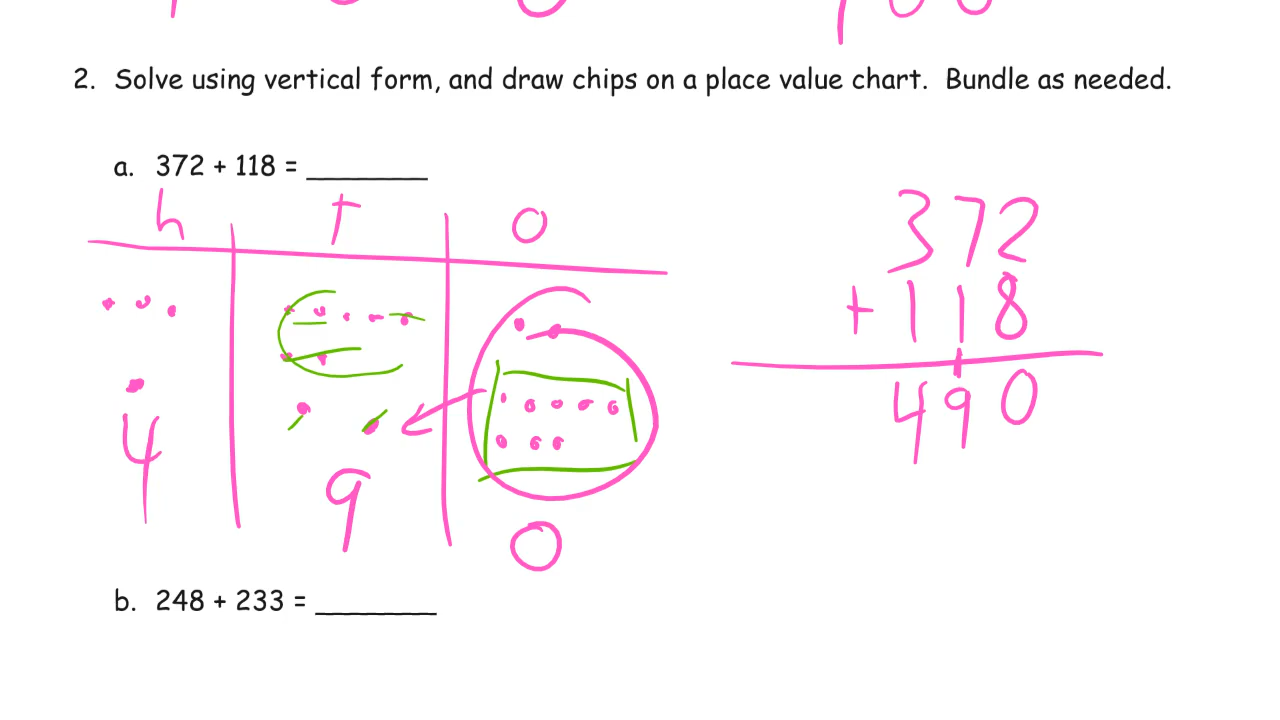 2. Solve using vertical form, and draw chips on a place value chart. Bundle as needed.
a. 372 + 118 = ________
h T O
4 9 0
372
+ 118
1
490
b. 248 + 233 = ________